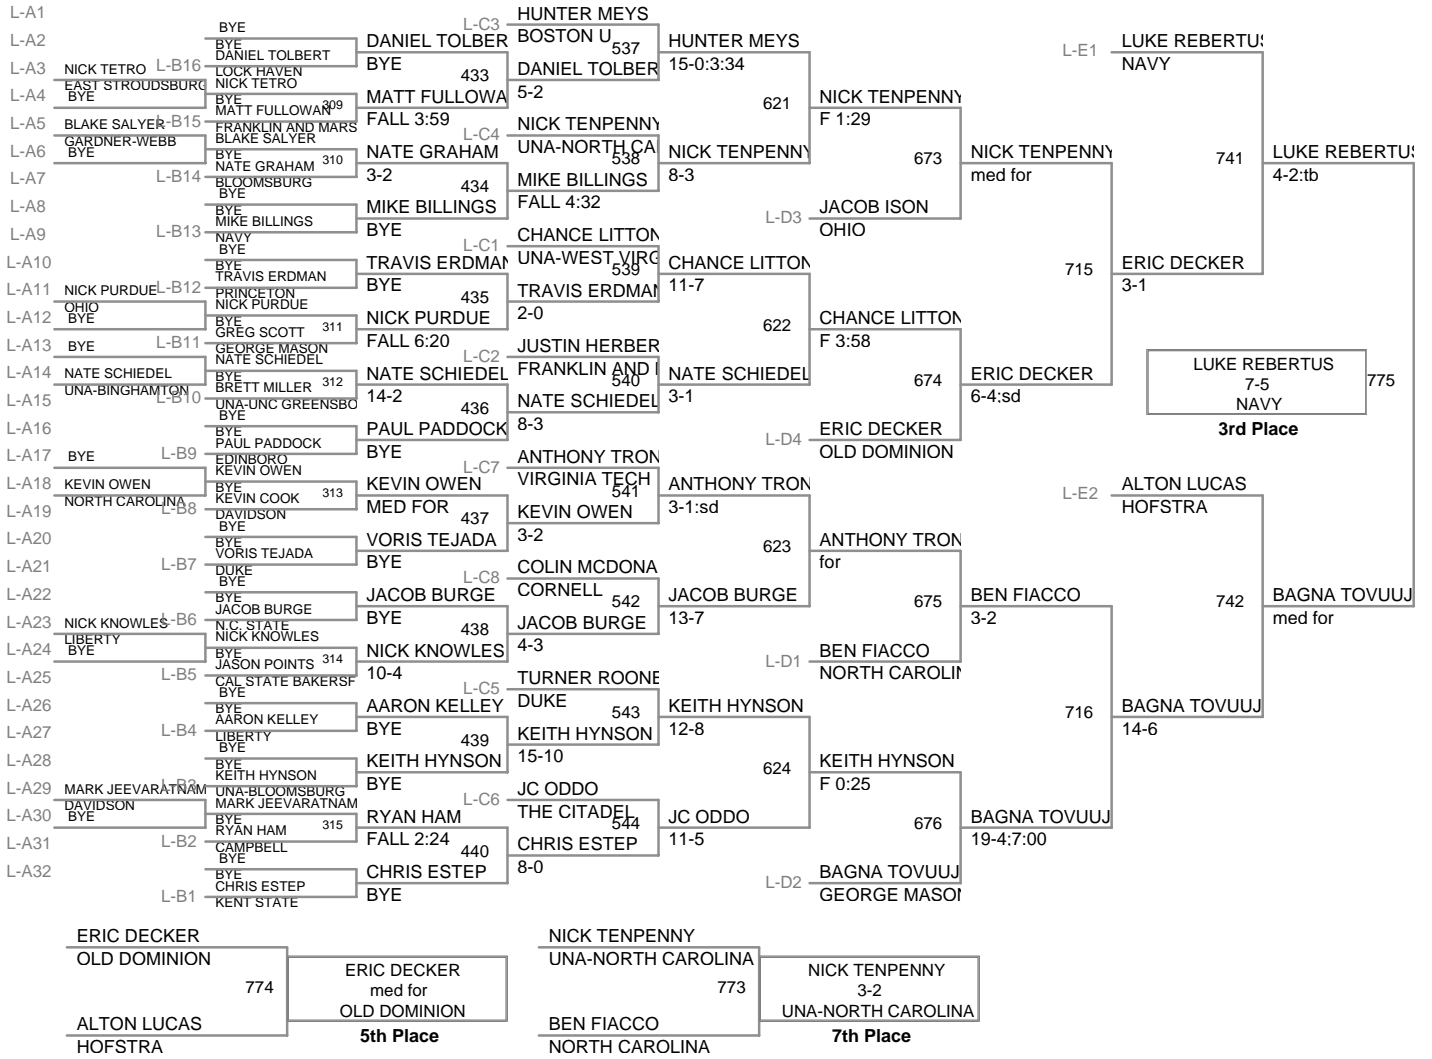 L-A1
L-A2
L-A3
L-A4
L-A5
L-A6
L-A7
L-A8
L-A9
L-A10
L-A11
L-A12
L-A13
L-A14
L-A15
L-A16
L-A17
L-A18
L-A19
L-A20
L-A21
L-A22
L-A23
L-A24
L-A25
L-A26
L-A27
L-A28
L-A29
L-A30
L-A31
L-A32
NICK TETRO
EAST STROUDSBURG
BYE
BLAKE SALYER
GARDNER-WEBB
BYE
NICK PURDUE
OHIO
BYE
BYE
NATE SCHIEDEL
UNA-BINGHAMTON
BYE
KEVIN OWEN
NORTH CAROLINA
NICK KNOWLES
LIBERTY
BYE
MARK JEEVARATNAM
DAVIDSON
BYE
BYE
BYE
L-B16 DANIEL TOLBERT
LOCK HAVEN
NICK TETRO
BYE
309
L-B15 MATT FULLOWAN
FRANKLIN AND MARS
BLAKE SALYER
BYE
310
L-B14 NATE GRAHAM
BLOOMSBURG
BYE
BYE
L-B13 MIKE BILLINGS
NAVY
BYE
BYE
L-B12 TRAVIS ERDMAN
PRINCETON
NICK PURDUE
BYE
311
L-B11 GREG SCOTT
GEORGE MASON
NATE SCHIEDEL
BYE
312
L-B10 BRETT MILLER
UNA-UNC GREENSBO
BYE
BYE
L-B9 PAUL PADDOCK
EDINBORO
KEVIN OWEN
BYE
313
L-B8 KEVIN COOK
DAVIDSON
BYE
BYE
L-B7 VORIS TEJADA
DUKE
BYE
BYE
L-B6 JACOB BURGE
N.C. STATE
NICK KNOWLES
BYE
314
L-B5 JASON POINTS
CAL STATE BAKERSF
BYE
BYE
L-B4 AARON KELLEY
LIBERTY
BYE
BYE
L-B3 KEITH HYNSON
UNA-BLOOMSBURG
MARK JEEVARATNAM
BYE
315
L-B2 RYAN HAM
CAMPBELL
BYE
BYE
L-B1 CHRIS ESTEP
KENT STATE
DANIEL TOLBER
BYE
433
MATT FULLOWA
FALL 3:59
NATE GRAHAM
3-2
434
MIKE BILLINGS
BYE
TRAVIS ERDMAN
BYE
435
NICK PURDUE
FALL 6:20
NATE SCHIEDEL
14-2
436
PAUL PADDOCK
BYE
KEVIN OWEN
MED FOR
437
VORIS TEJADA
BYE
JACOB BURGE
BYE
438
NICK KNOWLES
10-4
AARON KELLEY
BYE
439
KEITH HYNSON
BYE
RYAN HAM
FALL 2:24
440
CHRIS ESTEP
BYE
L-C3 HUNTER MEYS
BOSTON U
537
DANIEL TOLBER
5-2
L-C4 NICK TENPENNY
UNA-NORTH CA
538
MIKE BILLINGS
FALL 4:32
L-C1 CHANCE LITTON
UNA-WEST VIRG
539
TRAVIS ERDMAN
2-0
L-C2 JUSTIN HERBER
FRANKLIN AND
540
NATE SCHIEDEL
8-3
L-C7 ANTHONY TRON
VIRGINIA TECH
541
KEVIN OWEN
3-2
L-C8 COLIN MCDONA
CORNELL
542
JACOB BURGE
4-3
L-C5 TURNER ROONE
DUKE
543
KEITH HYNSON
15-10
L-C6 JC ODDO
THE CITADEL
544
CHRIS ESTEP
8-0
HUNTER MEYS
15-0:3:34
621
NICK TENPENNY
8-3
CHANCE LITTON
11-7
622
NATE SCHIEDEL
3-1
ANTHONY TRON
3-1:sd
623
JACOB BURGE
13-7
KEITH HYNSON
12-8
624
JC ODDO
11-5
NICK TENPENNY
F 1:29
673
L-D3 JACOB ISON
OHIO
CHANCE LITTON
F 3:58
674
L-D4 ERIC DECKER
OLD DOMINION
ANTHONY TRON
for
675
L-D1 BEN FIACCO
NORTH CAROLIN
KEITH HYNSON
F 0:25
676
L-D2 BAGNA TOVUUJ
GEORGE MASON
NICK TENPENNY
med for
715
ERIC DECKER
6-4:sd
BEN FIACCO
3-2
716
BAGNA TOVUUJ
19-4:7:00
L-E1 LUKE REBERTUS
NAVY
741
ERIC DECKER
3-1
L-E2 ALTON LUCAS
HOFSTRA
742
BAGNA TOVUUJ
14-6
LUKE REBERTUS
4-2:tb
BAGNA TOVUUJ
med for
LUKE REBERTUS
7-5
NAVY
775
3rd Place
ERIC DECKER
OLD DOMINION
774
ALTON LUCAS
HOFSTRA
ERIC DECKER
med for
OLD DOMINION
5th Place
NICK TENPENNY
UNA-NORTH CAROLINA
773
BEN FIACCO
NORTH CAROLINA
NICK TENPENNY
3-2
UNA-NORTH CAROLINA
7th Place